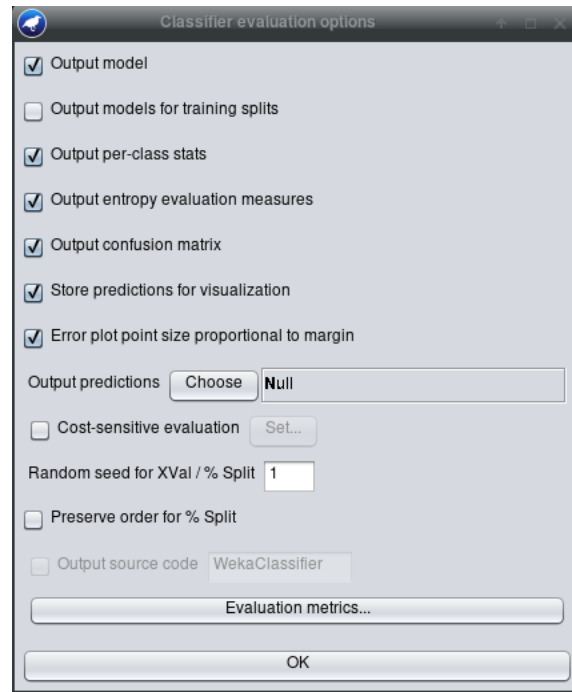 Classifier evaluation options
Output model
Output models for training splits
Output per-class stats
Output entropy evaluation measures
Output confusion matrix
Store predictions for visualization
Error plot point size proportional to margin
Output predictions Choose Null
Cost-sensitive evaluation Set...
Random seed for XVal / % Split 1
Preserve order for % Split
Output source code WekaClassifier
Evaluation metrics...
OK